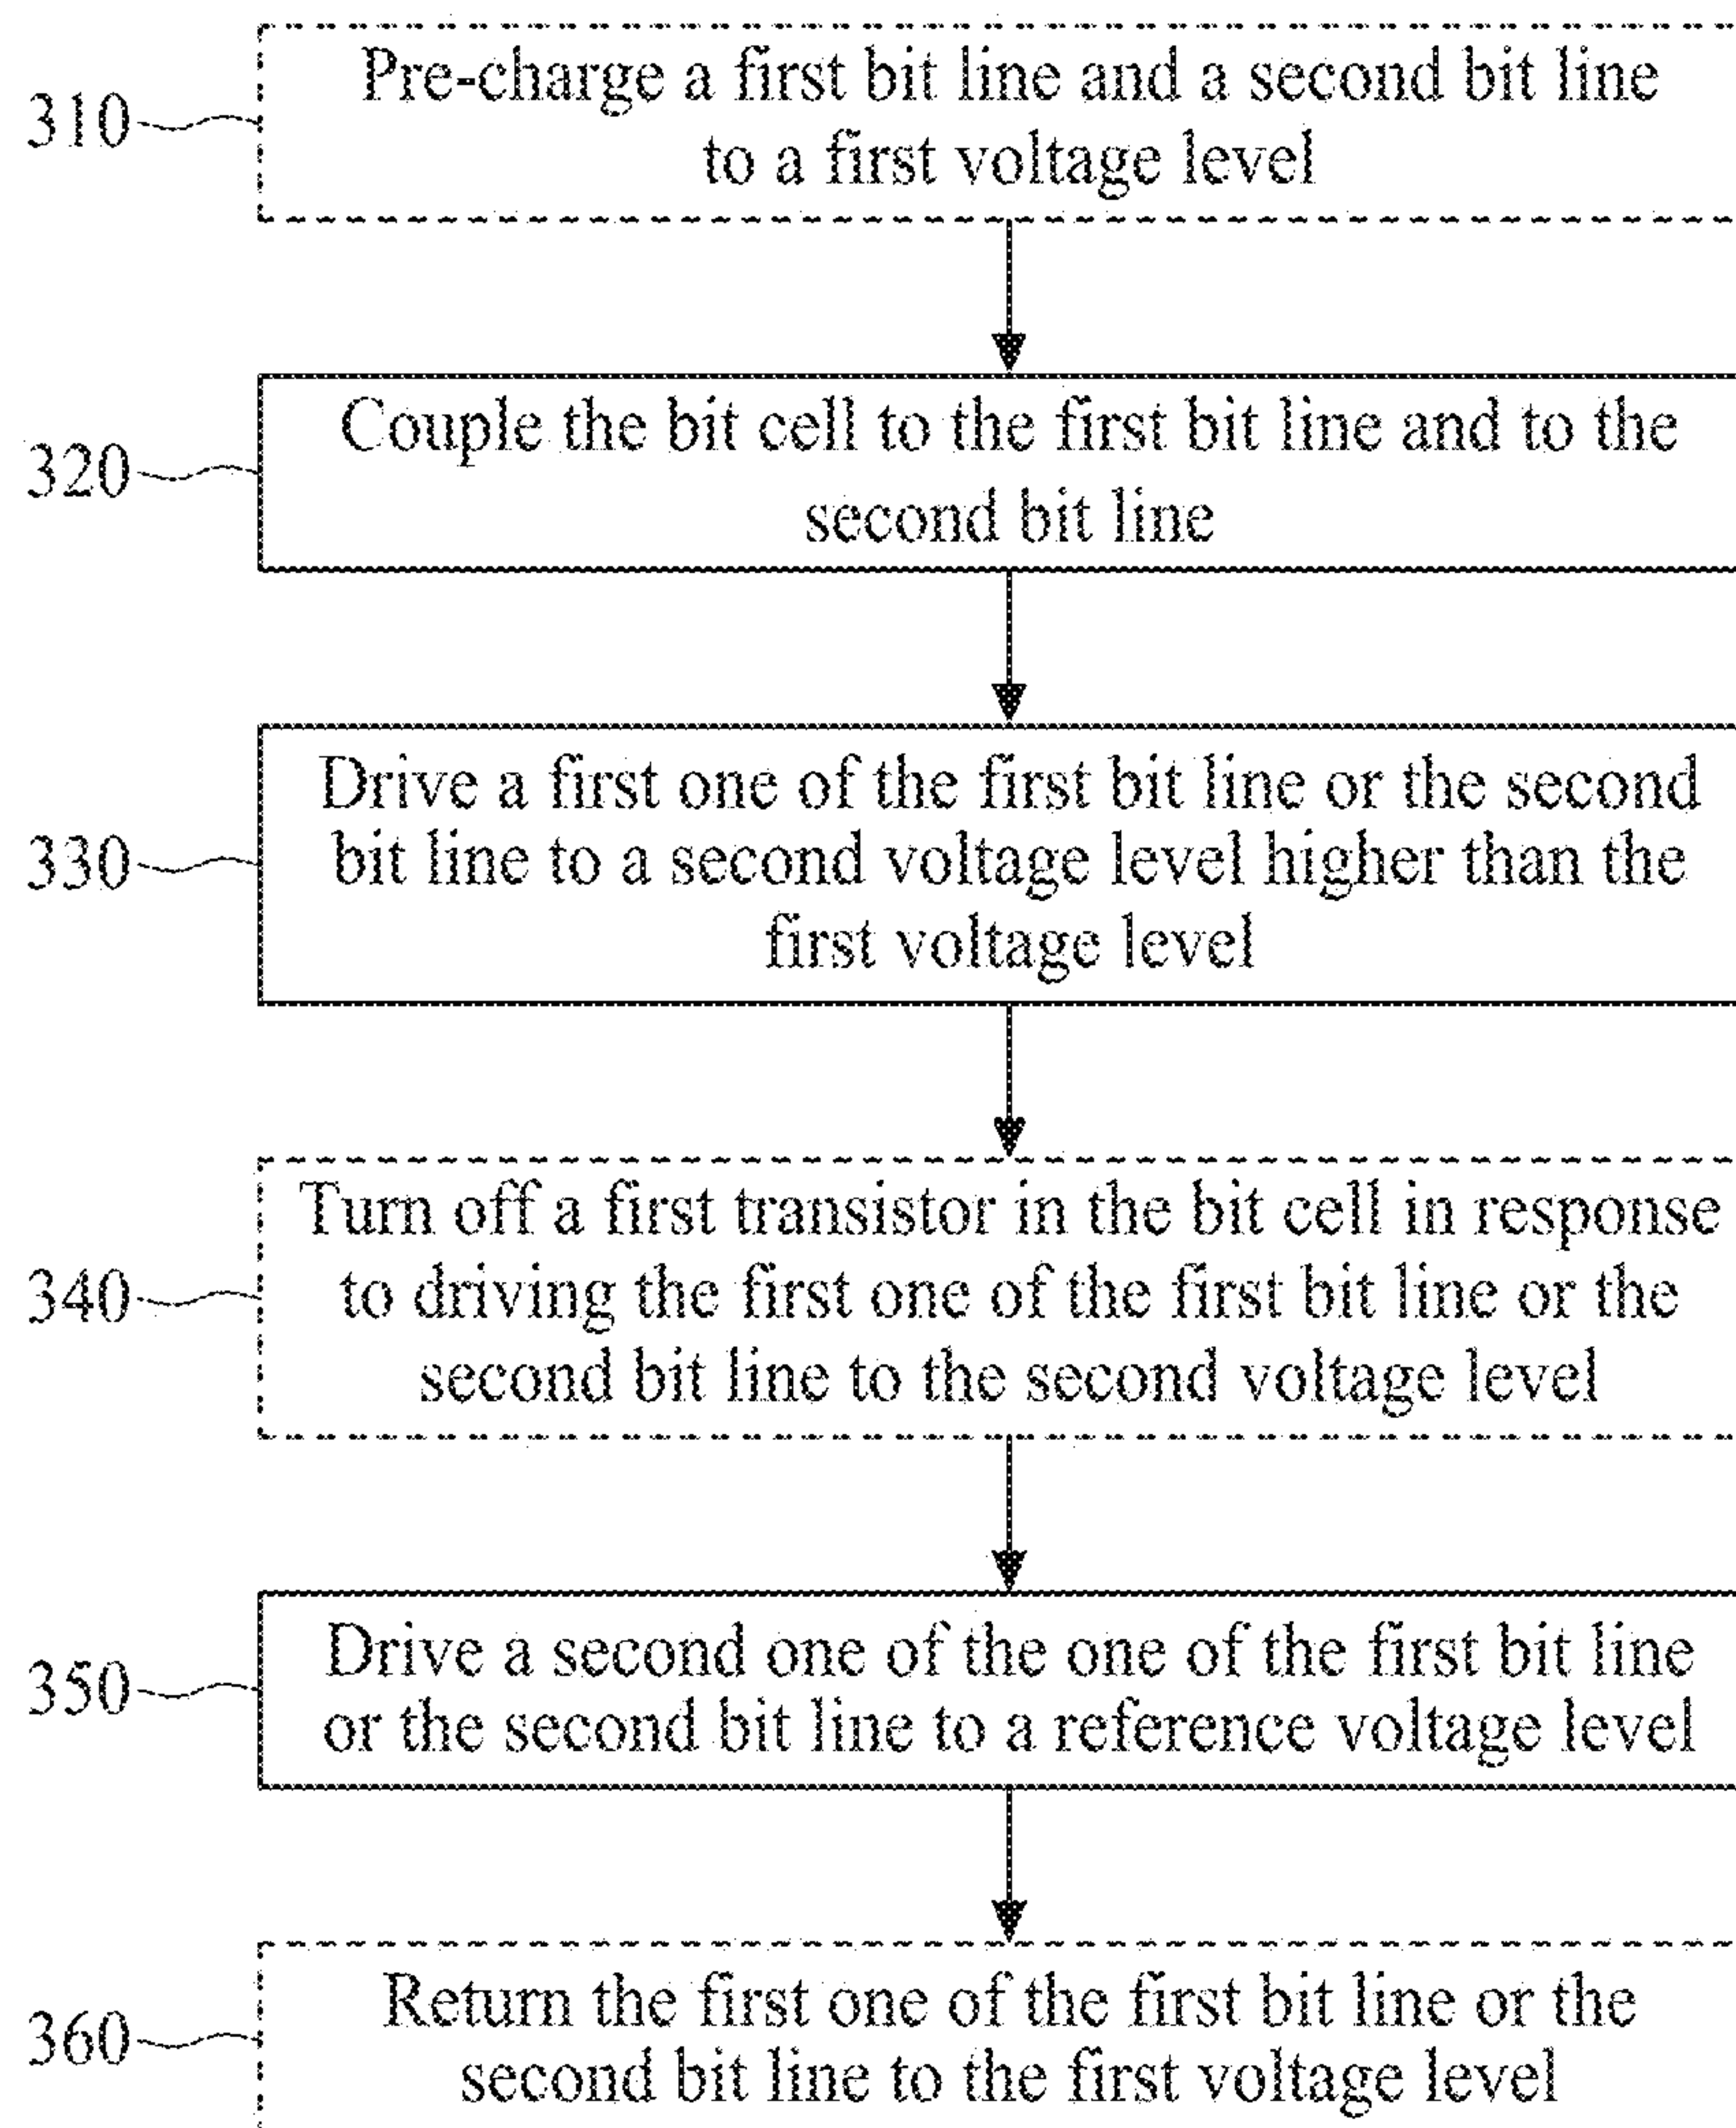 310
Pre-charge a first bit line and a second bit line
to a first voltage level
320
Couple the bit cell to the first bit line and to the
second bit line
330
Drive a first one of the first bit line or the second
bit line to a second voltage level higher than the
first voltage level
340
Turn off a first transistor in the bit cell in response
to driving the first one of the first bit line or the
second bit line to the second voltage level
350
Drive a second one of the one of the first bit line
or the second bit line to a reference voltage level
360
Return the first one of the first bit line or the
second bit line to the first voltage level